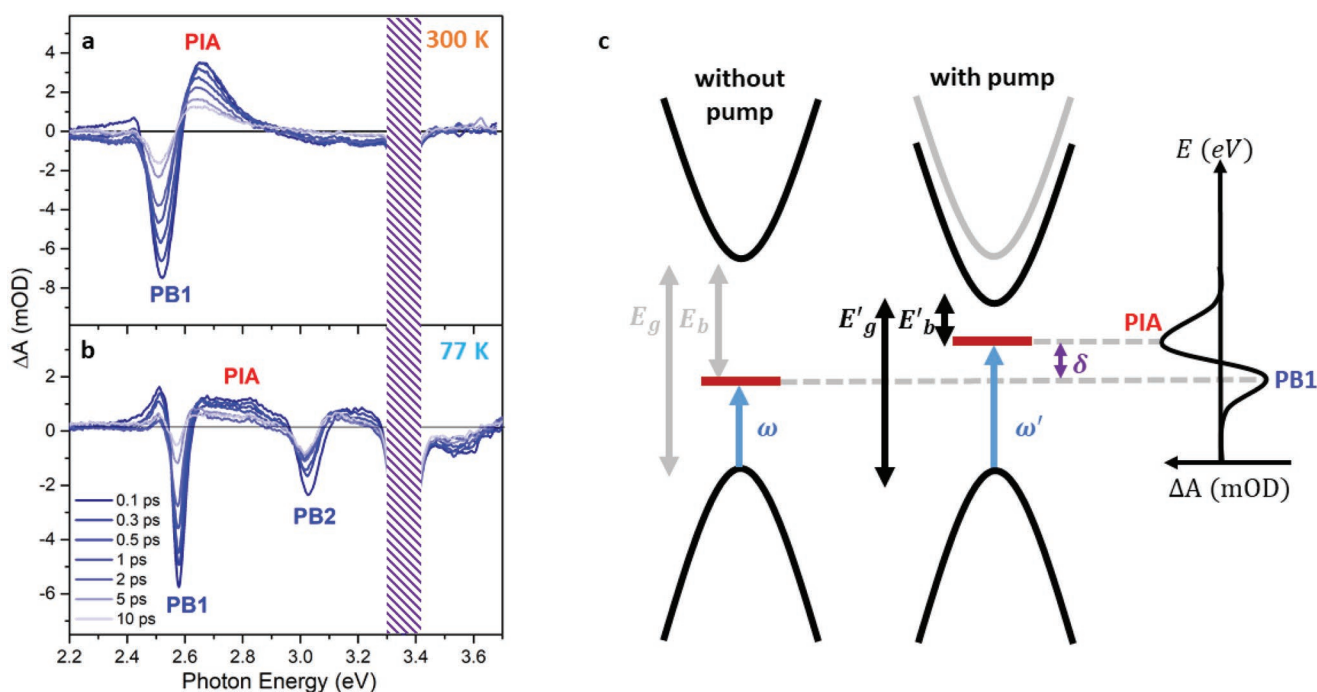 a
PIA
300 K
4
2
0
-2
-4
-6
-8
PB1
ΔA (mOD)
b
77 K
PIA
2
0
-2
-4
-6
PB1
PB2
0.1 ps
0.3 ps
0.5 ps
1 ps
2 ps
5 ps
10 ps
2.2 2.4 2.6 2.8 3.0 3.2 3.4 3.6
Photon Energy (eV)
c
without
pump
with pump
E (eV)
E_g
E_b
E'_g
E'_b
ω
ω'
δ
PIA
PB1
ΔA (mOD)